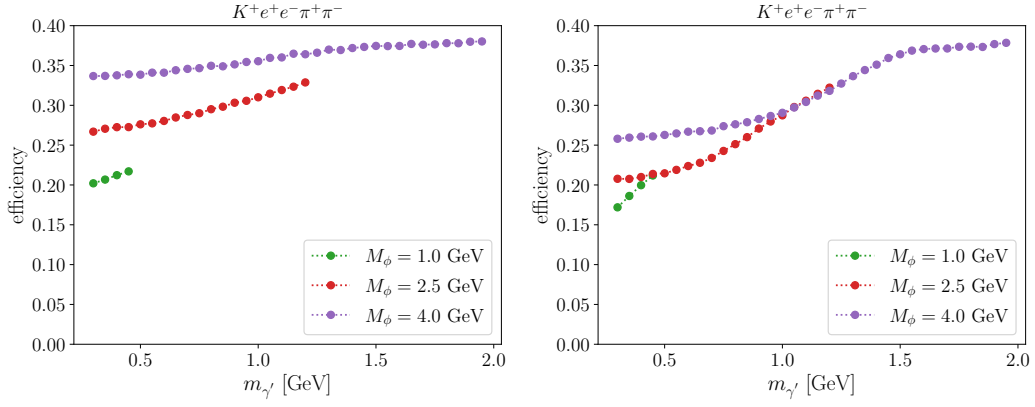 K⁺e⁺e⁻π⁺π⁻
efficiency
0.40
0.35
0.30
0.25
0.20
0.15
0.10
0.05
0.00
M_ϕ = 1.0 GeV
M_ϕ = 2.5 GeV
M_ϕ = 4.0 GeV
0.5 1.0 1.5 2.0
m_γ′ [GeV]
K⁺e⁺e⁻π⁺π⁻
efficiency
0.40
0.35
0.30
0.25
0.20
0.15
0.10
0.05
0.00
M_ϕ = 1.0 GeV
M_ϕ = 2.5 GeV
M_ϕ = 4.0 GeV
0.5 1.0 1.5 2.0
m_γ′ [GeV]